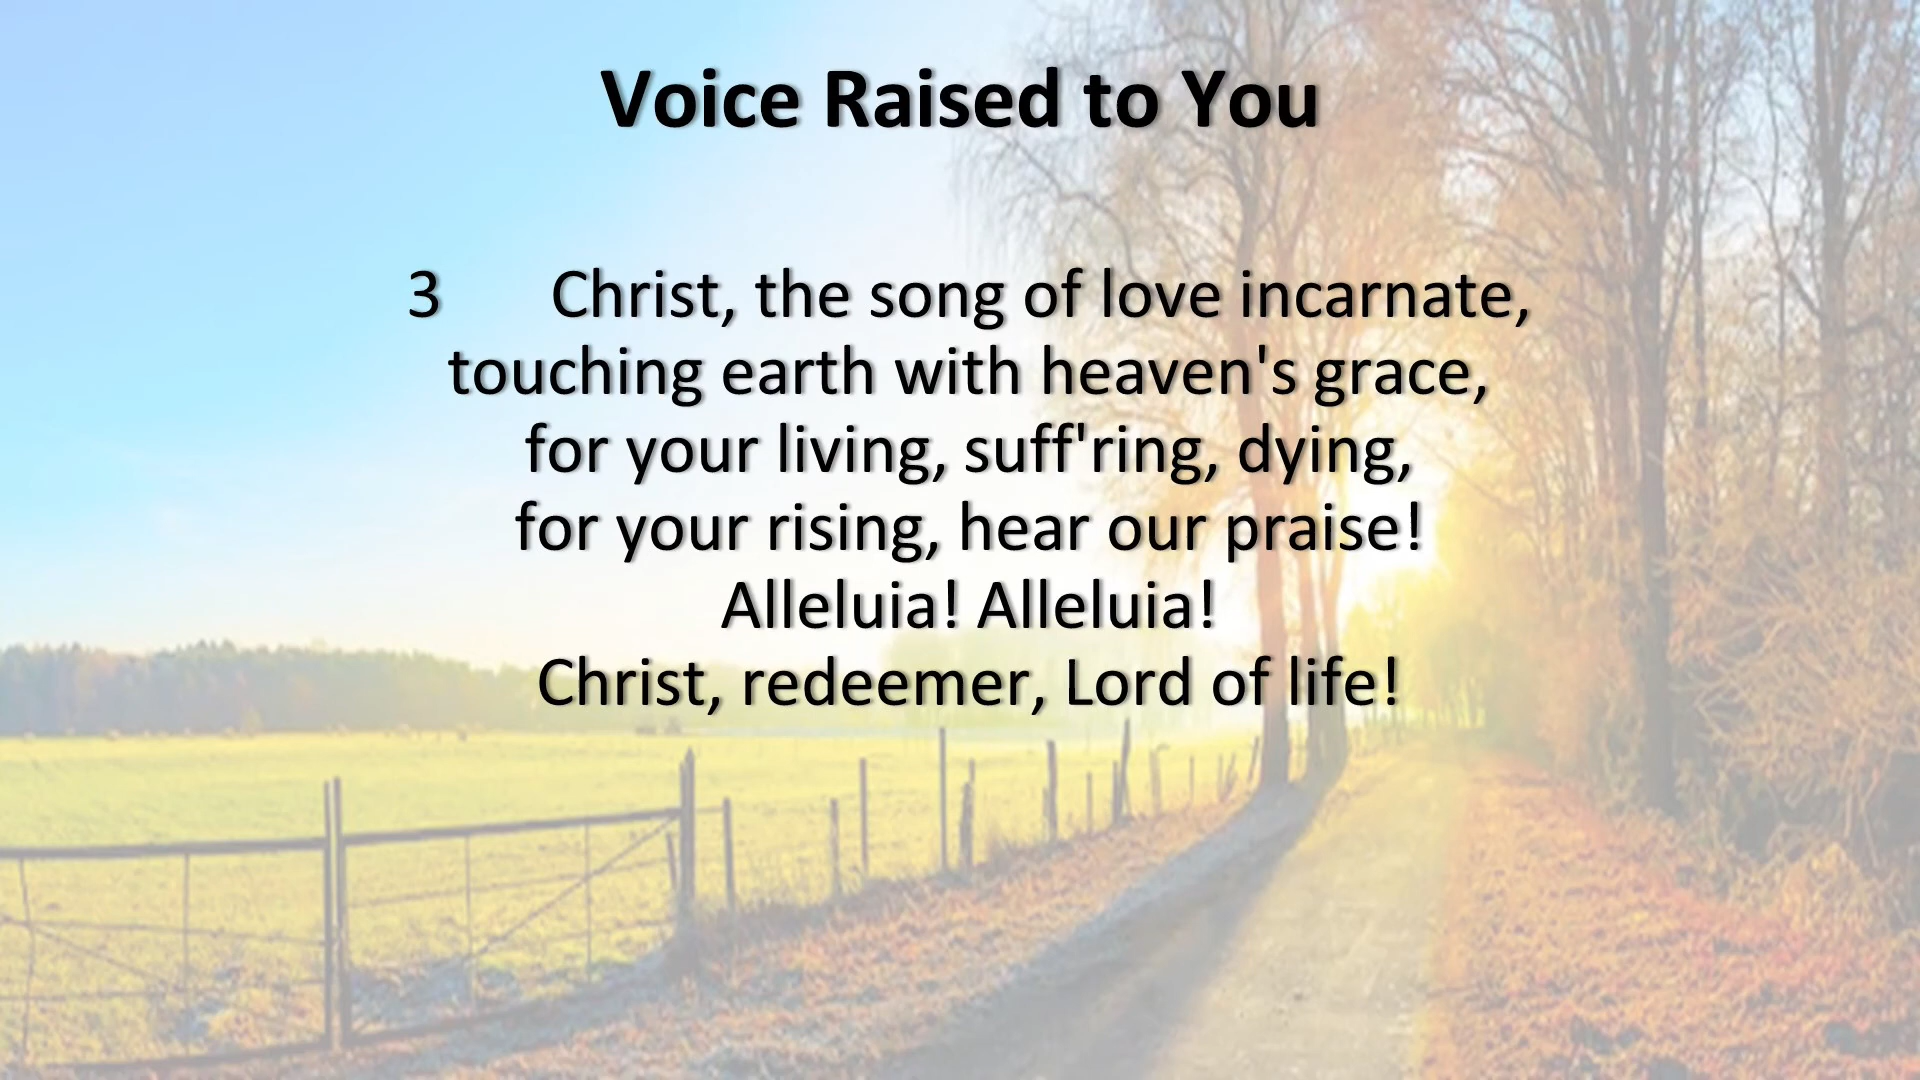 Voice Raised to You
3 Christ, the song of love incarnate,
touching earth with heaven's grace,
for your living, suff'ring, dying,
for your rising, hear our praise!
Alleluia! Alleluia!
Christ, redeemer, Lord of life!